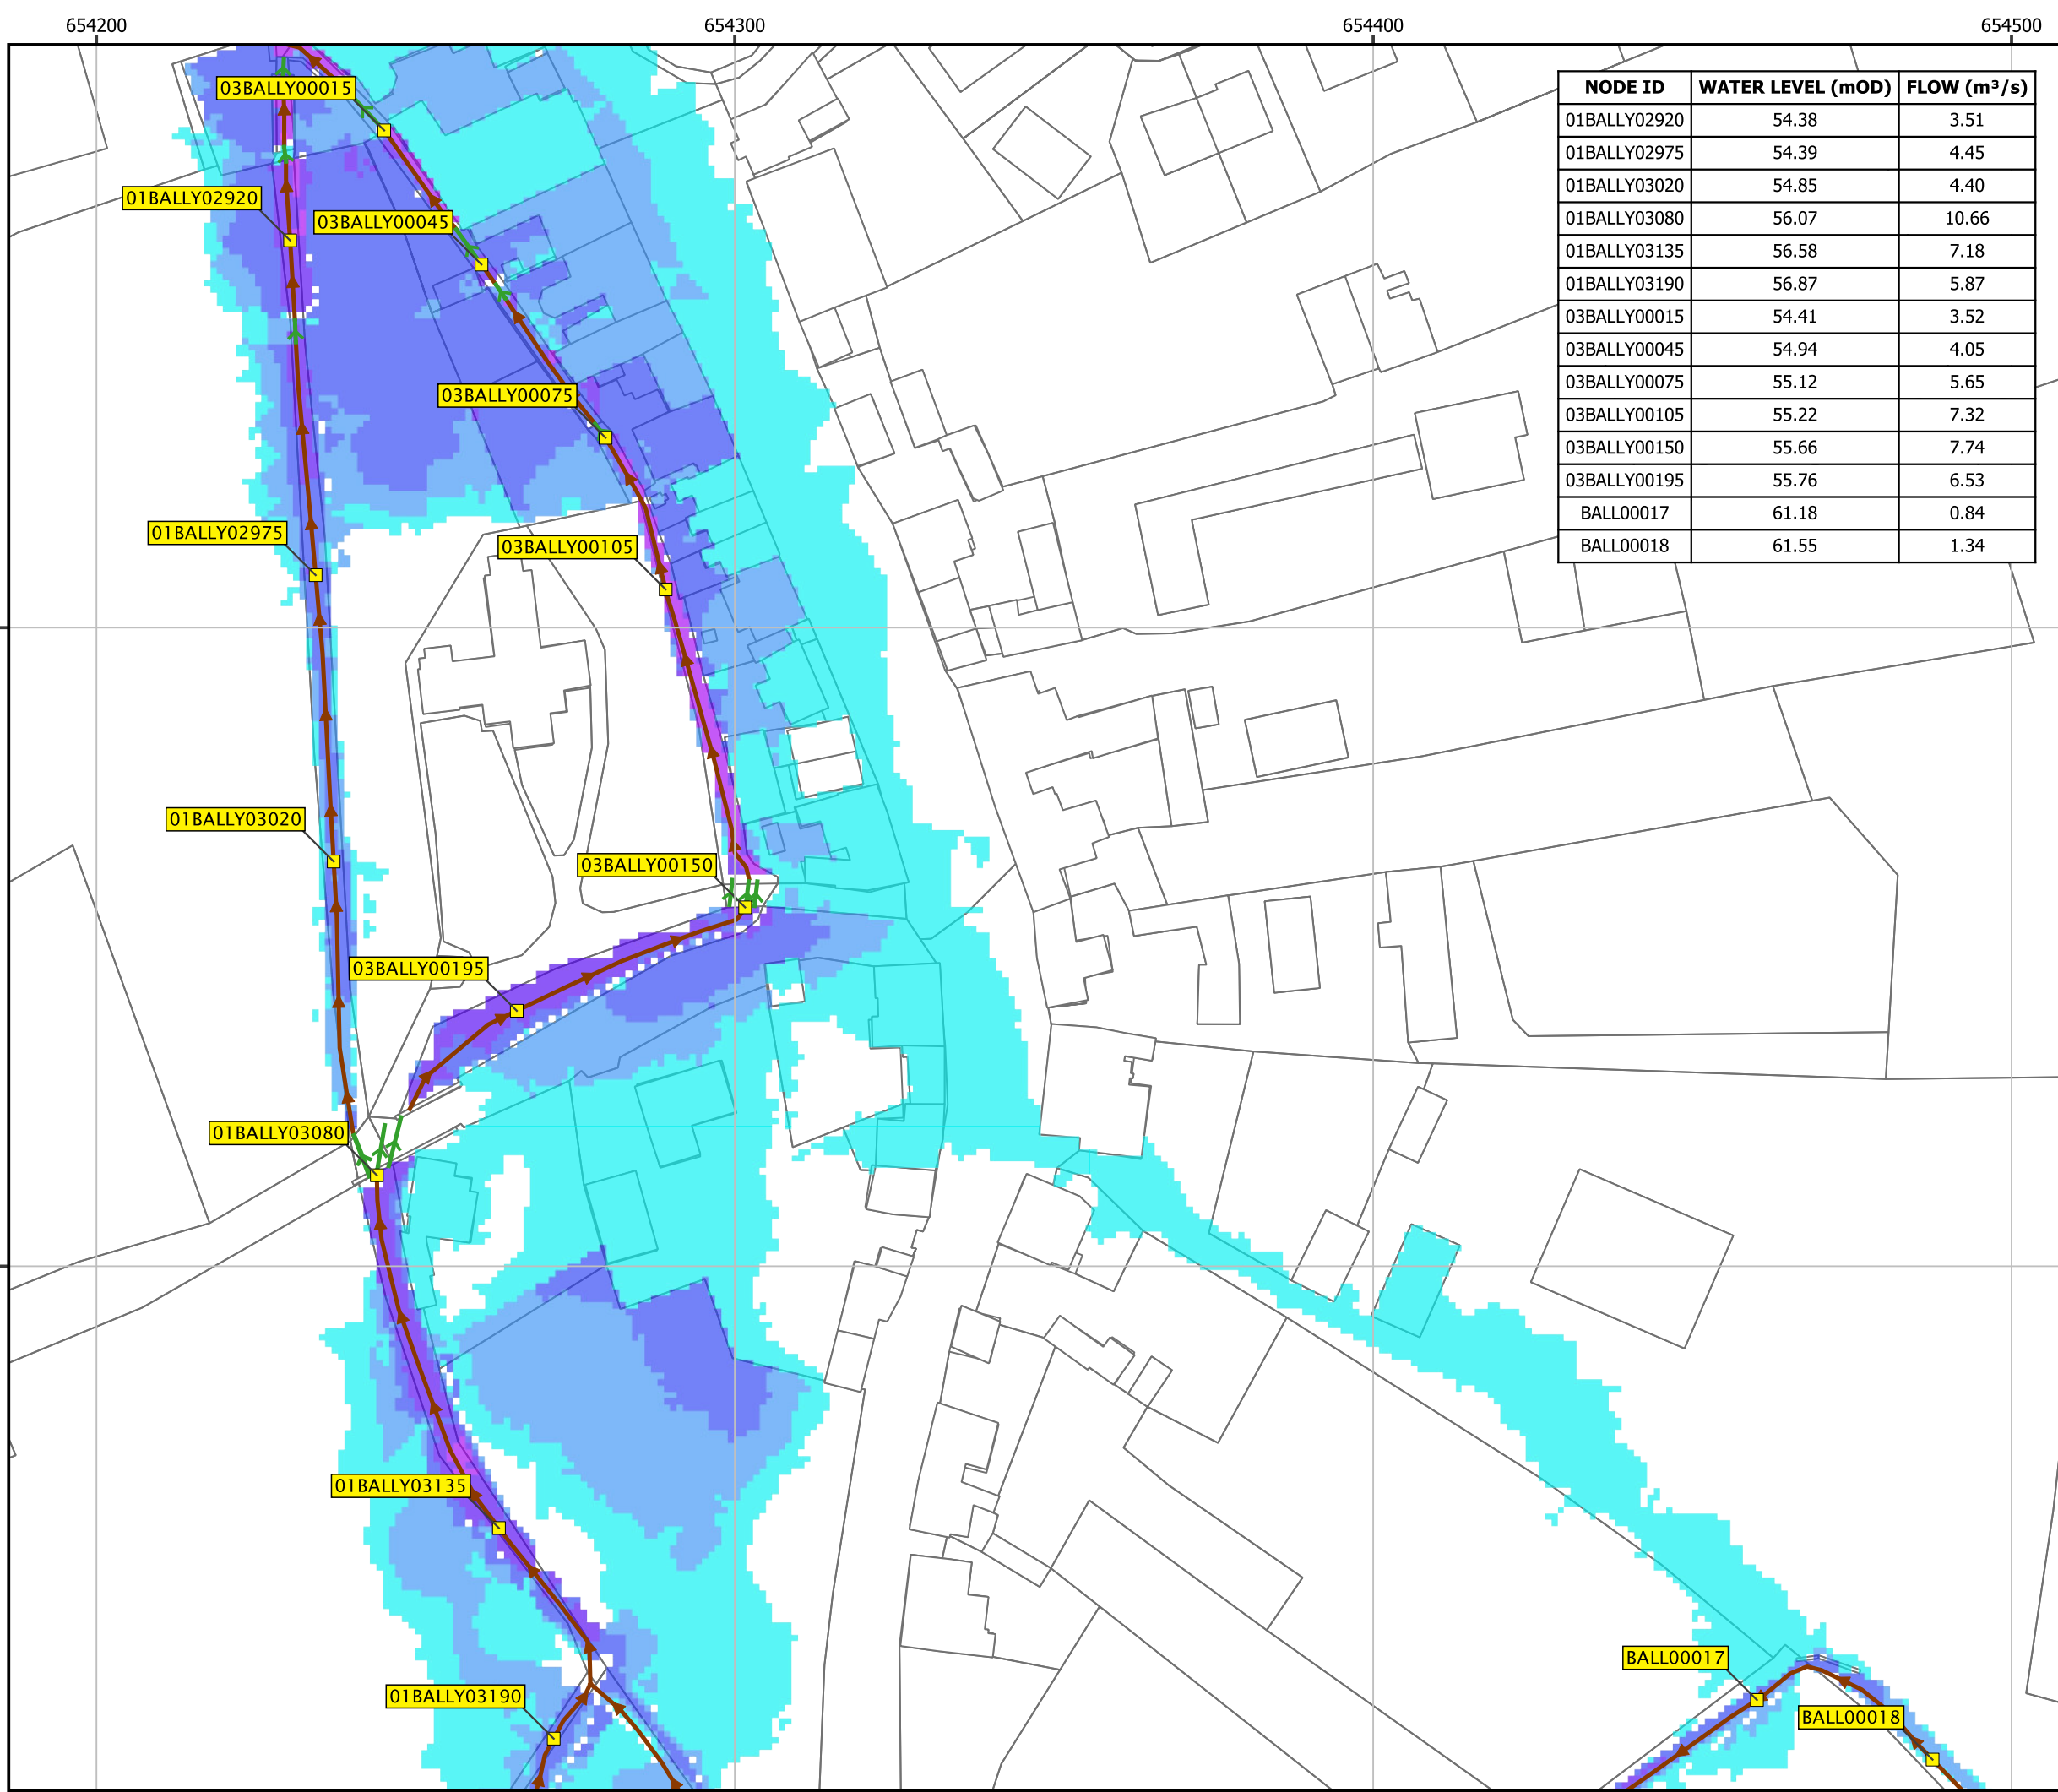 654200 654300 654400 654500
NODE ID WATER LEVEL (mOD) FLOW (m³/s)
01BALLY02920 54.38 3.51
01BALLY02975 54.39 4.45
01BALLY03020 54.85 4.40
01BALLY03080 56.07 10.66
01BALLY03135 56.58 7.18
01BALLY03190 56.87 5.87
03BALLY00015 54.41 3.52
03BALLY00045 54.94 4.05
03BALLY00075 55.12 5.65
03BALLY00105 55.22 7.32
03BALLY00150 55.66 7.74
03BALLY00195 55.76 6.53
BALL00017 61.18 0.84
BALL00018 61.55 1.34
03BALLY00015
01BALLY02920
03BALLY00045
03BALLY00075
01BALLY02975
03BALLY00105
01BALLY03020
03BALLY00150
03BALLY00195
01BALLY03080
01BALLY03135
BALL00017
01BALLY03190
BALL00018